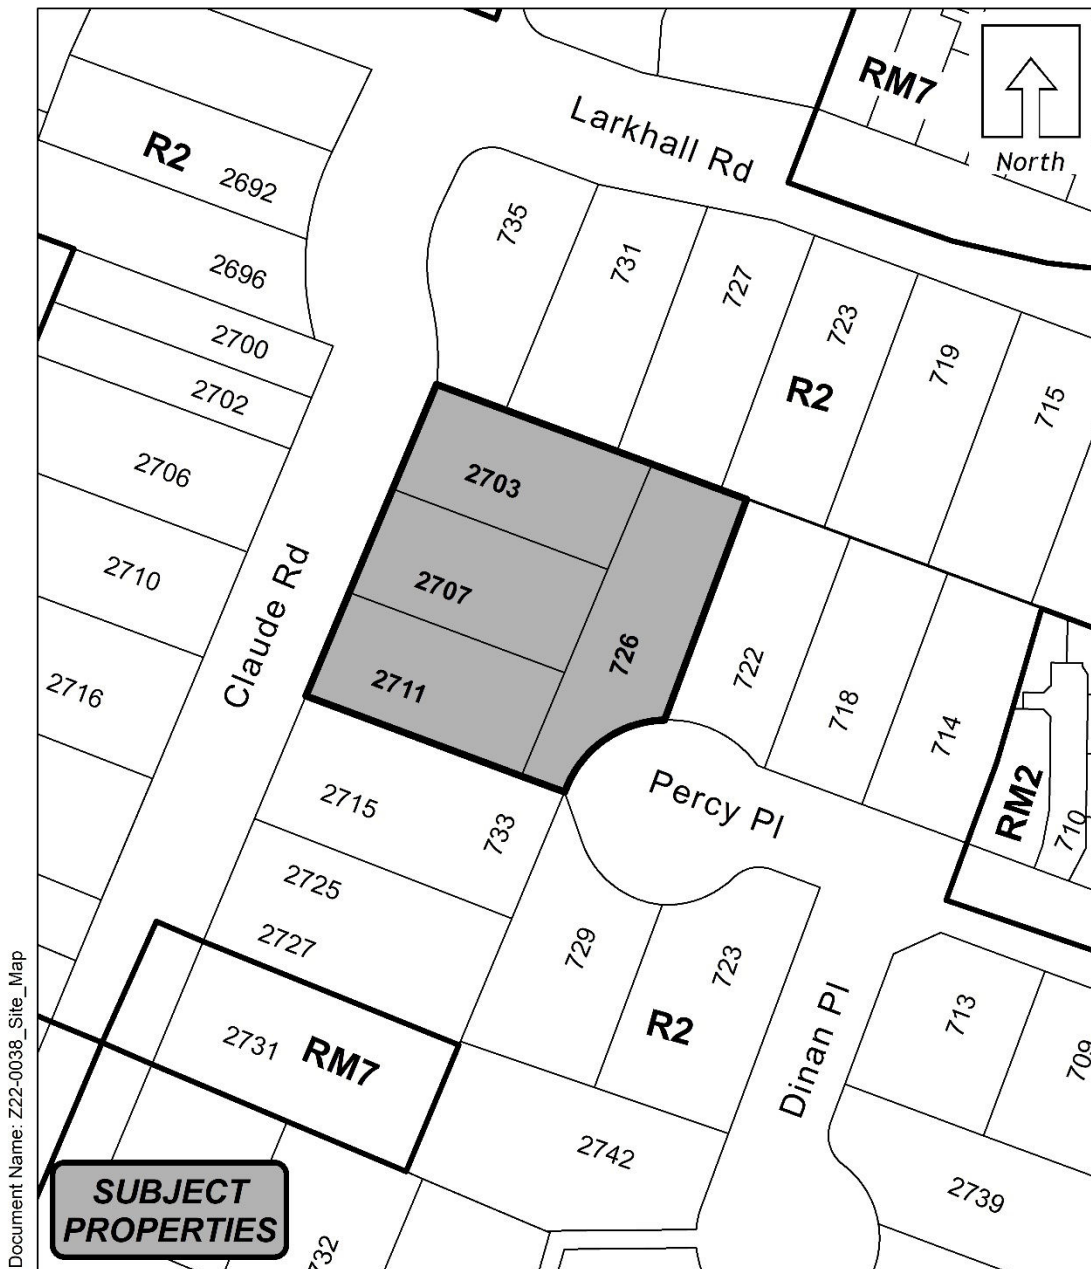 RM7
North
Larkhall Rd
R2
2692
735
731
727
2696
723
719
715
2700
R2
2702
2706
2703
2710
2707
Claude Rd
726
2711
2716
722
718
714
Percy Pl
RM2
710
2715
733
2725
2727
729
723
R2
Dinan Pl
713
709
2731
RM7
2742
2739
SUBJECT
PROPERTIES
732
Document Name: Z22-0038_Site_Map